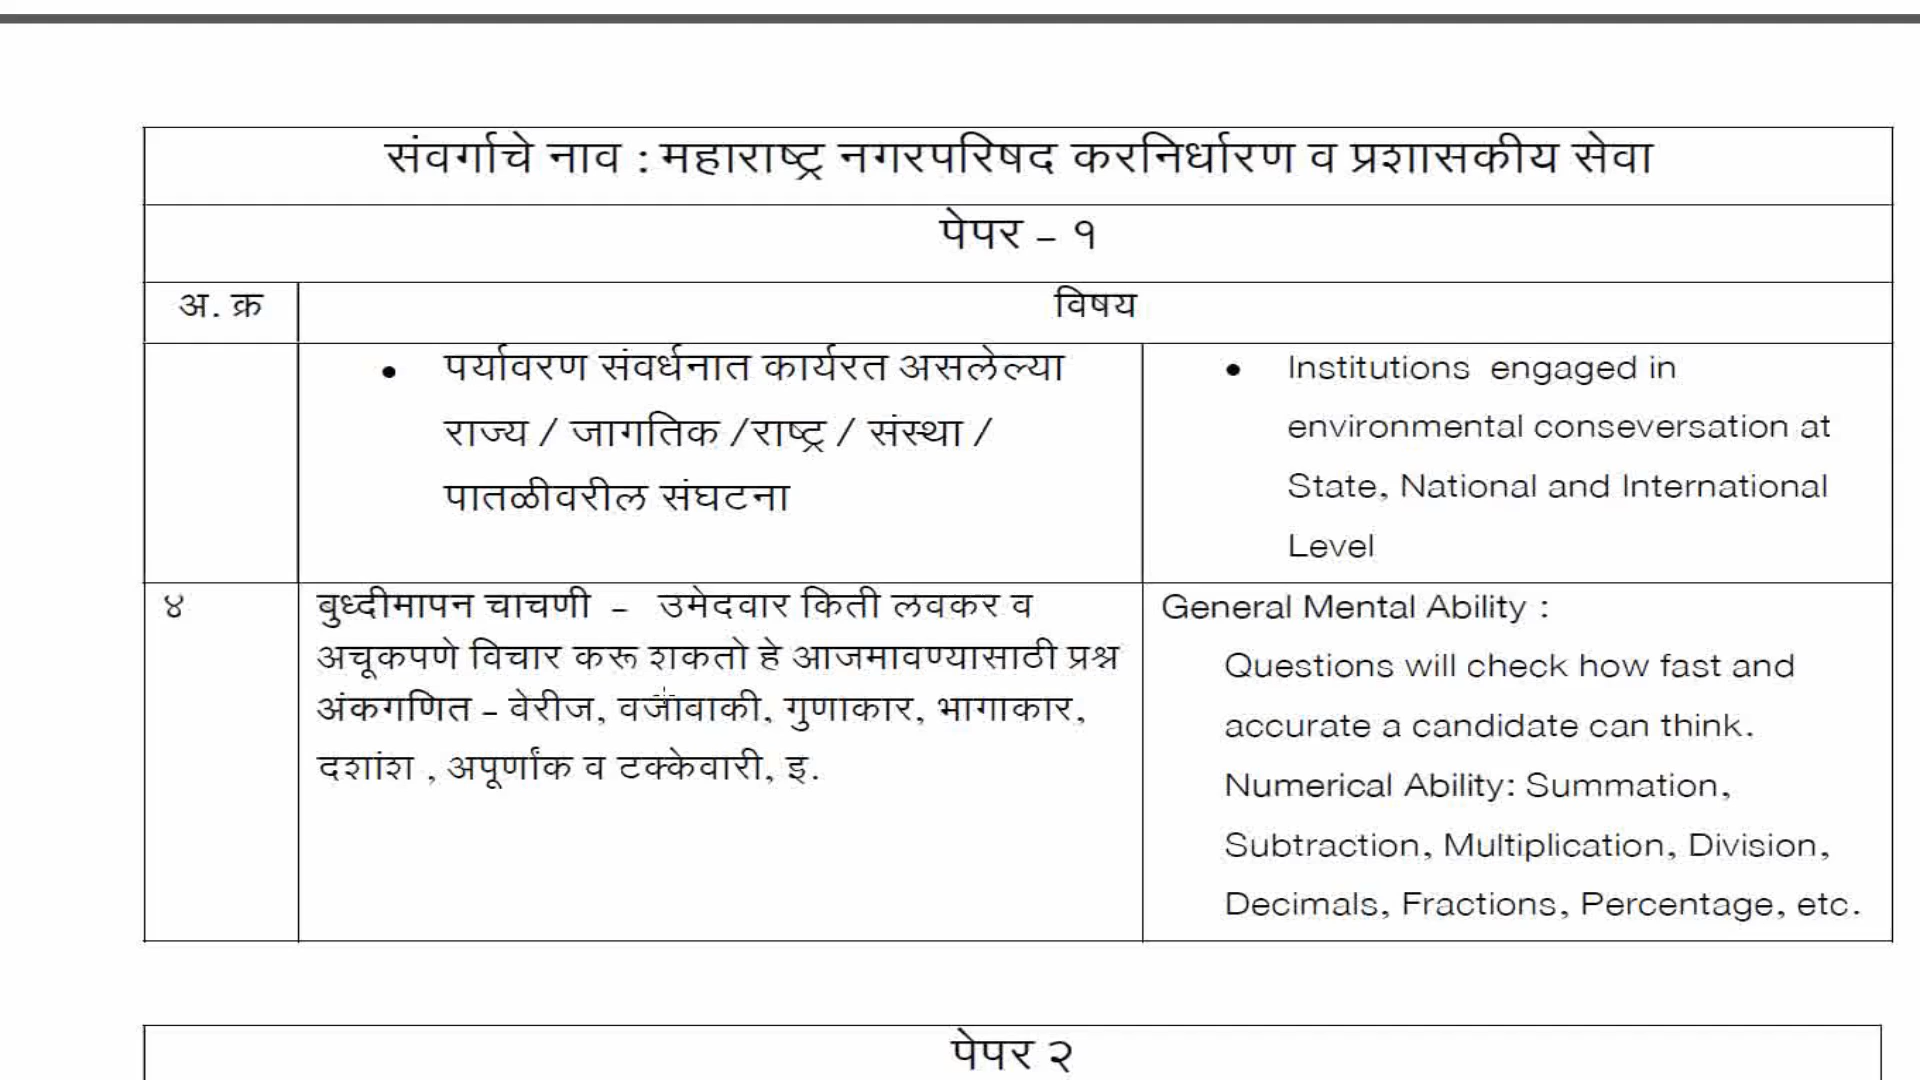 संवर्गाचे नाव : महाराष्ट्र नगरपरिषद करनिर्धारण व प्रशासकीय सेवा
पेपर – १
अ. क्र
विषय
• पर्यावरण संवर्धनात कार्यरत असलेल्या
राज्य / जागतिक /राष्ट्र / संस्था /
पातळीवरील संघटना
• Institutions engaged in
environmental conseversation at
State, National and International
Level
४
बुध्दीमापन चाचणी - उमेदवार किती लवकर व
अचूकपणे विचार करू शकतो हे आजमावण्यासाठी प्रश्न
अंकगणित – वेरीज, वजावाकी, गुणाकार, भागाकार,
दशांश , अपूर्णांक व टक्केवारी, इ.
General Mental Ability :
Questions will check how fast and
accurate a candidate can think.
Numerical Ability: Summation,
Subtraction, Multiplication, Division,
Decimals, Fractions, Percentage, etc.
पेपर २